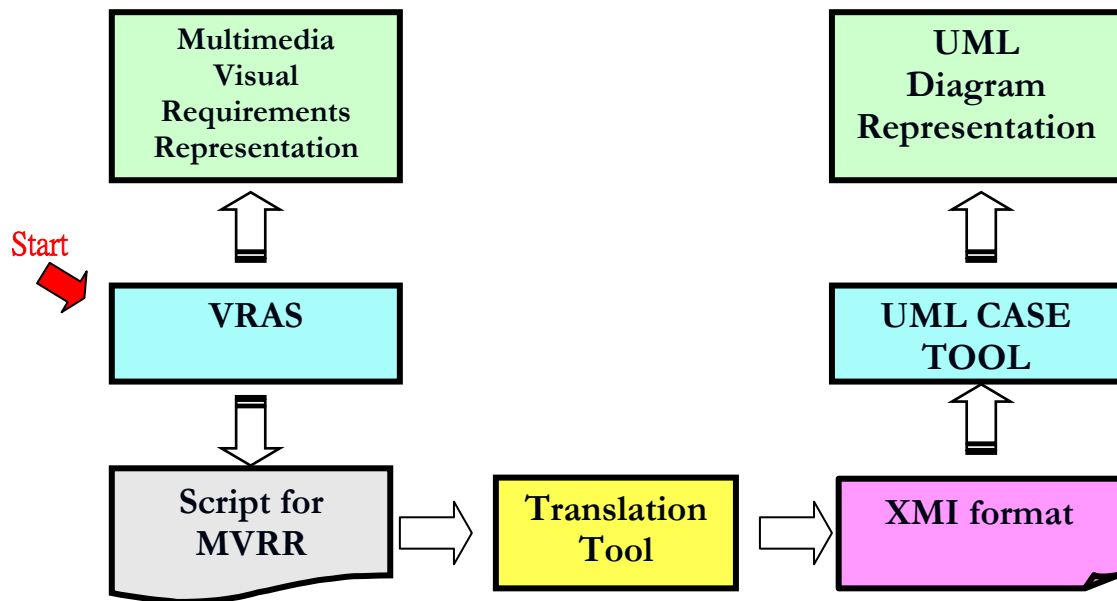 Multimedia
Visual
Requirements
Representation
UML
Diagram
Representation
Start
VRAS
UML CASE
TOOL
Script for
MVRR
Translation
Tool
XMI format